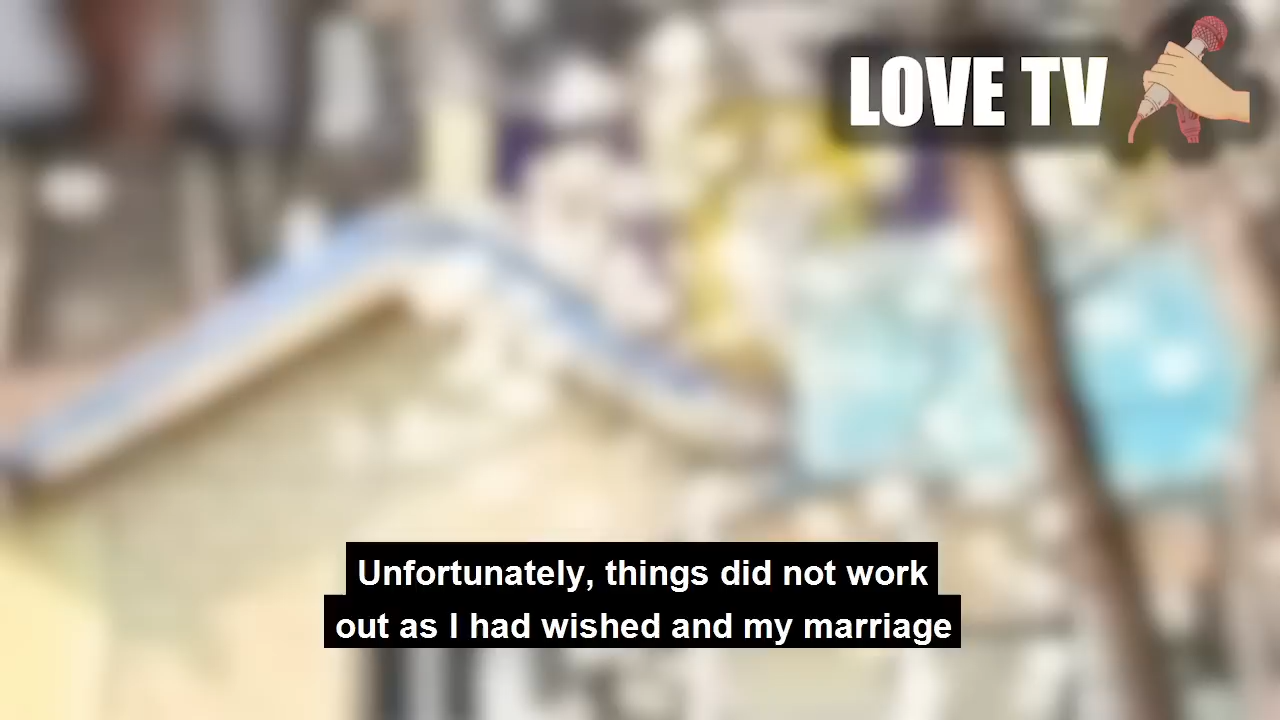 LOVE TV
Unfortunately, things did not work
out as I had wished and my marriage